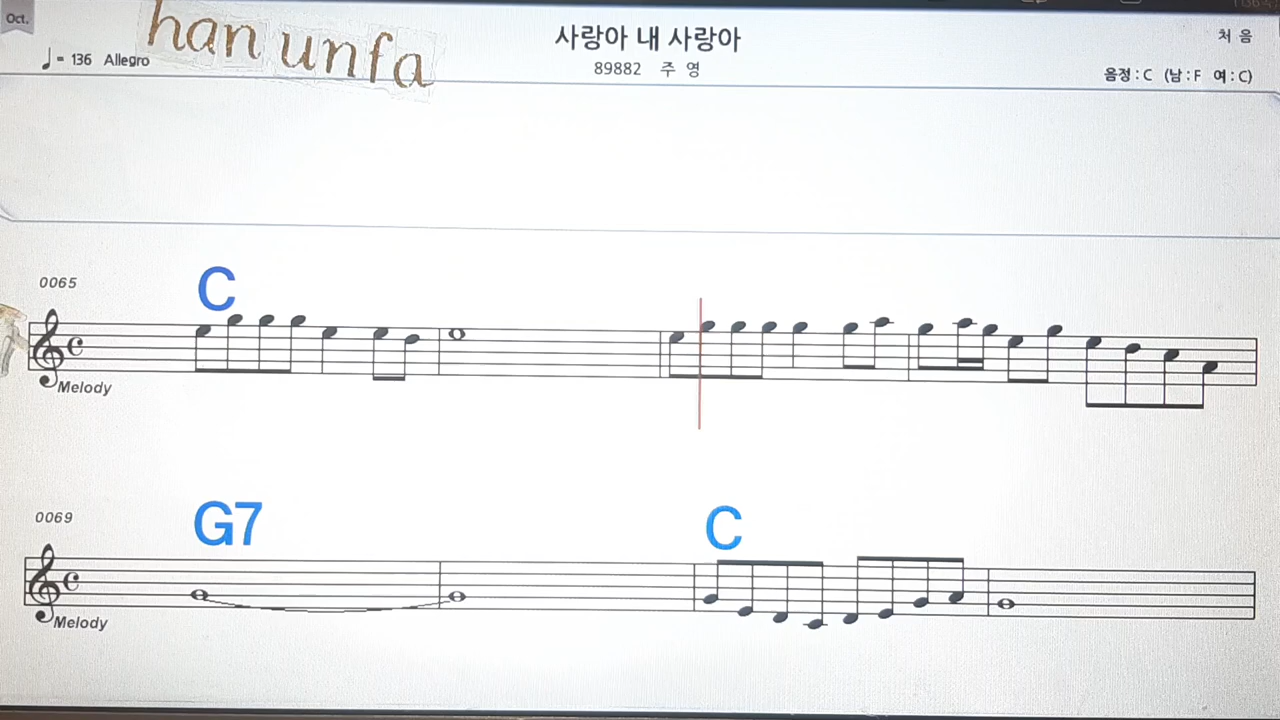 Oct.
han unfa
♩= 136 Allegro
사랑아 내 사랑아
89882 주 영
처 음
음정 : C (남 : F 여 : C)
0065
C
Melody
0069
G7
C
Melody